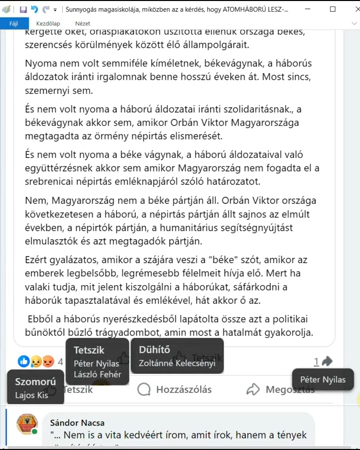 Sunnyogás magasiskolája, miközben az a kérdés, hogy ATOMHÁBORÚ LESZ-...
Fájl Kezdőlap Nézet
kergette őket, óriásplakátokon uszította ellenük országa békés,
szerencsés körülmények között élő állampolgárait.
Nyoma nem volt semmiféle kíméletnek, békevágynak, a háborús
áldozatok iránti irgalomnak benne hosszú éveken át. Most sincs,
szemernyi sem.
És nem volt nyoma a háború áldozatai iránti szolidaritásnak., a
békevágynak akkor sem, amikor Orbán Viktor Magyarországa
megtagadta az örmény népirtás elismerését.
És nem volt nyoma a béke vágynak, a háború áldozataival való
együttérzésnek akkor sem amikor Magyarország nem fogadta el a
srebrenicai népirtás emléknapjáról szóló határozatot.
Nem, Magyarország nem a béke pártján áll. Orbán Viktor országa
következetesen a háború, a népirtás pártján állt sajnos az elmúlt
években, a népirtók pártján, a humanitárius segítségnyújtást
elmulasztók és azt megtagadók pártján.
Ezért gyalázatos, amikor a szájára veszi a "béke" szót, amikor az
emberek legbelsőbb, legrémesebb félelmeit hívja elő. Mert ha
valaki tudja, mit jelent kiszolgálni a háborúkat, sáfárkodni a
háborúk tapasztalatával és emlékével, hát akkor ő az.
Ebből a háborús nyerészkedésből lapátolta össze azt a politikai
bűnöktől bűzlő trágyadombot, amin most a hatalmát gyakorolja.
4
Tetszik
Péter Nyilas
László Fehér
Dühítő
Zoltánné Kelecsényi
Tetszik
1
Szomorú
Lajos Kis
Tetszik
Hozzászólás
Megosztás
Péter Nyilas
Sándor Nacsa
"... Nem is a vita kedvéért írom, amit írok, hanem a tények